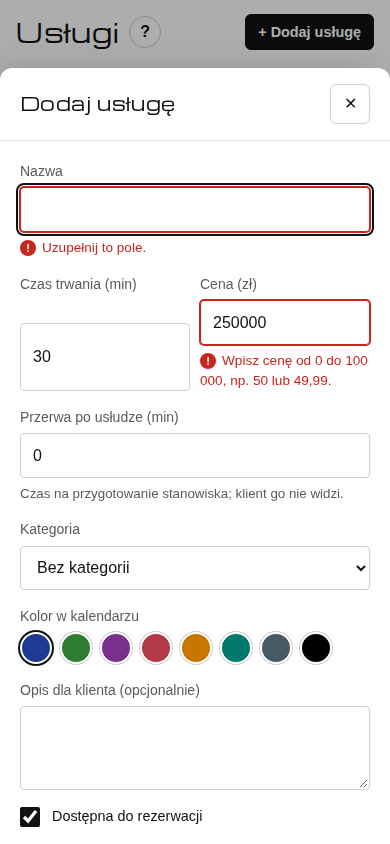 Usługi
?
+ Dodaj usługę
Dodaj usługę
✕
Nazwa
! Uzupełnij to pole.
Czas trwania (min)
Cena (zł)
30
250000
! Wpisz cenę od 0 do 100
000, np. 50 lub 49,99.
Przerwa po usłudze (min)
0
Czas na przygotowanie stanowiska; klient go nie widzi.
Kategoria
Bez kategorii
Kolor w kalendarzu
Opis dla klienta (opcjonalnie)
Dostępna do rezerwacji